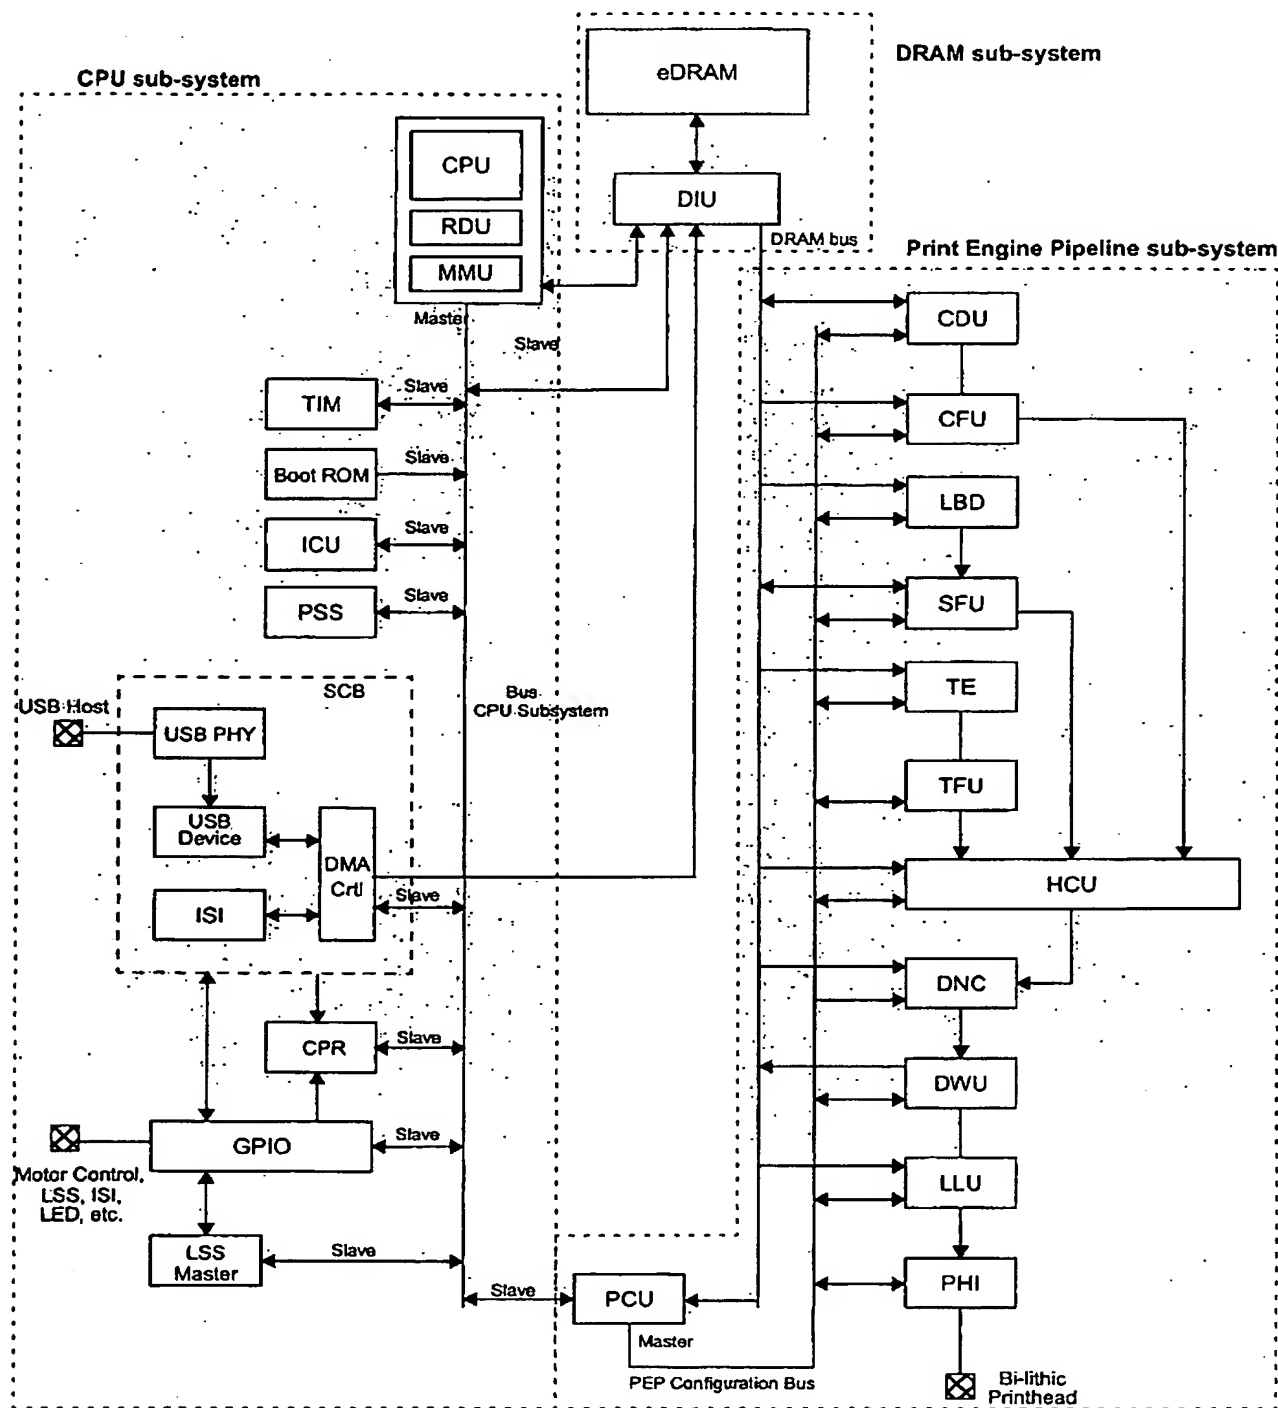 DRAM sub-system
CPU sub-system
eDRAM
CPU
RDU
MMU
DIU
DRAM bus
Print Engine Pipeline sub-system
Master
Slave
CDU
TIM
Slave
CFU
Boot ROM
Slave
LBD
ICU
Slave
PSS
Slave
SFU
SCB
Bus
CPU Subsystem
TE
USB Host
USB PHY
TFU
USB
Device
DMA
Crtl
Slave
HCU
ISI
DNC
CPR
Slave
DWU
GPIO
Slave
Motor Control,
LSS, ISI,
LED, etc.
LLU
LSS
Master
Slave
Slave
PCU
PHI
Master
PEP Configuration Bus
Bi-lithic
Printhead